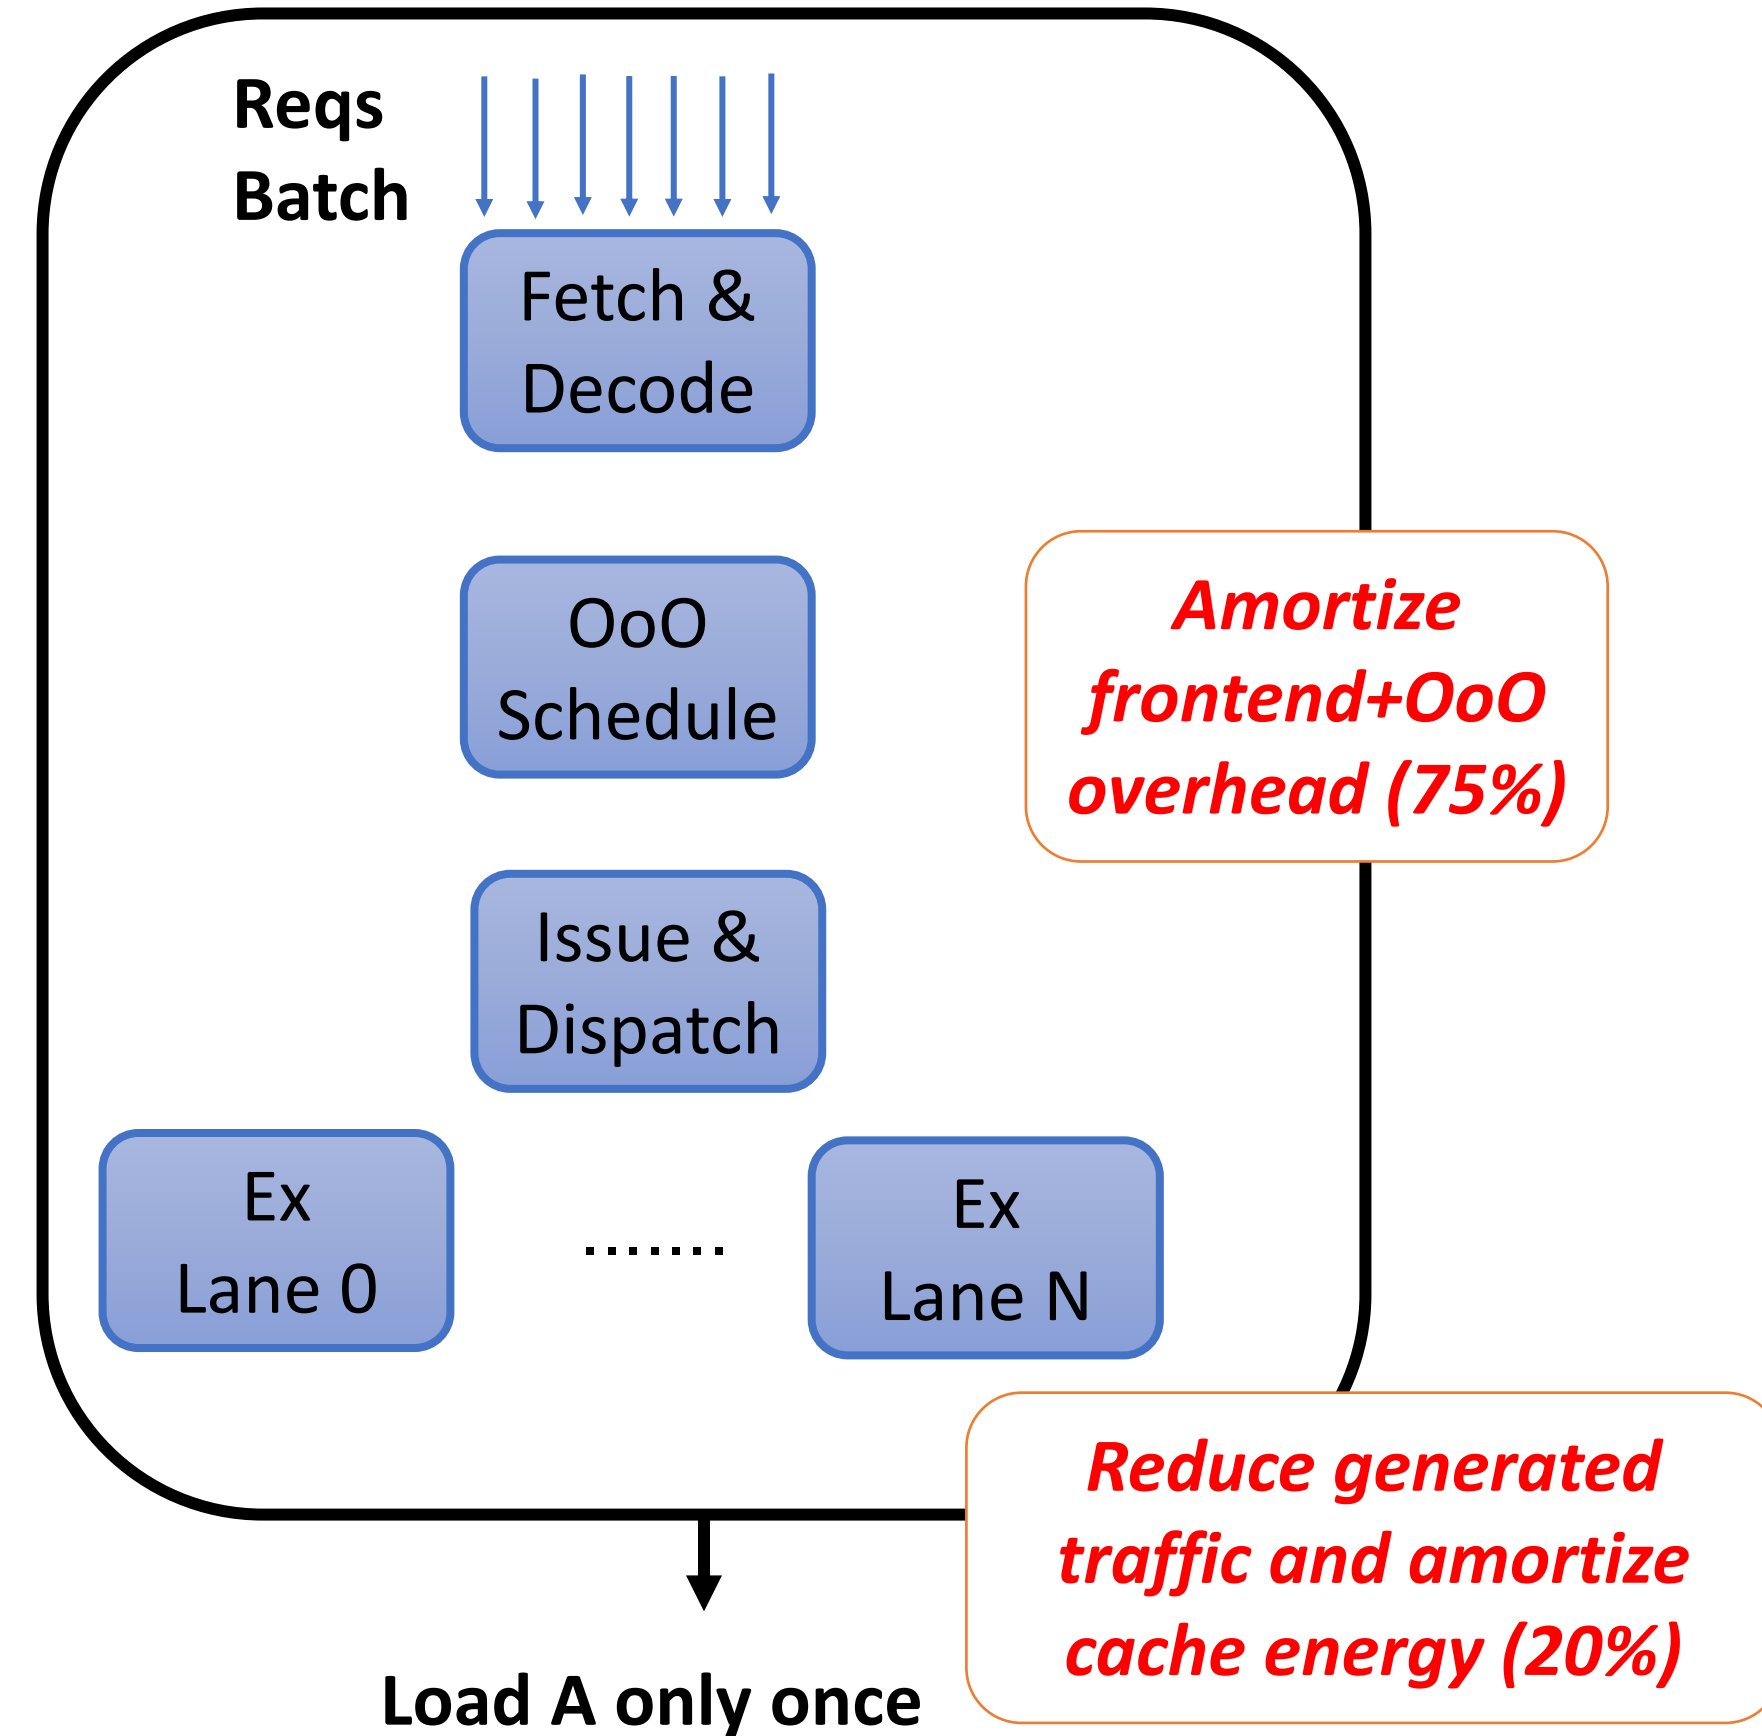 Reqs
Batch
Fetch &
Decode
OoO
Schedule
Amortize
frontend+OoO
overhead (75%)
Issue &
Dispatch
Ex
Lane 0
Ex
Lane N
Reduce generated
traffic and amortize
cache energy (20%)
Load A only once